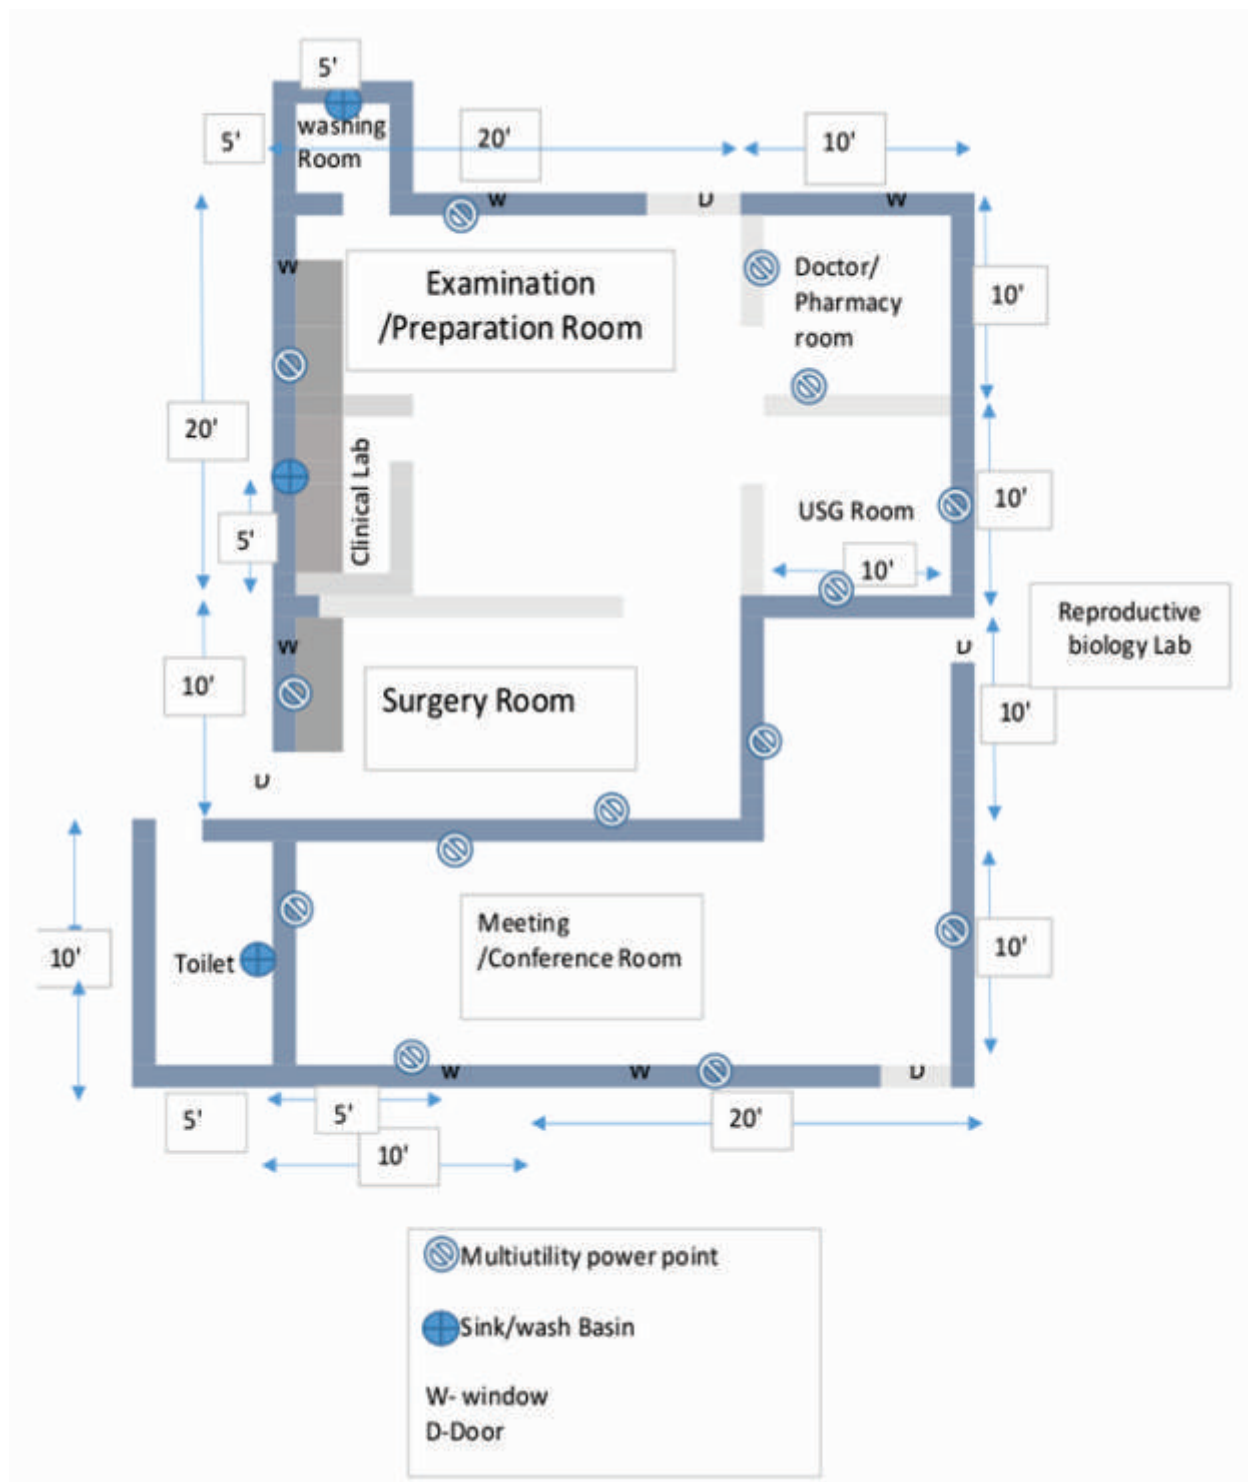 5'
5'
washing
Room
20'
10'
W
D
W
W
Examination
/Preparation Room
Doctor/
Pharmacy
room
10'
20'
Clinical Lab
5'
USG Room
10'
10'
Reproductive
biology Lab
W
D
10'
Surgery Room
10'
D
Meeting
/Conference Room
10'
Toilet
10'
W
W
D
5'
5'
20'
10'
Multiutility power point
Sink/wash Basin
W- window
D-Door